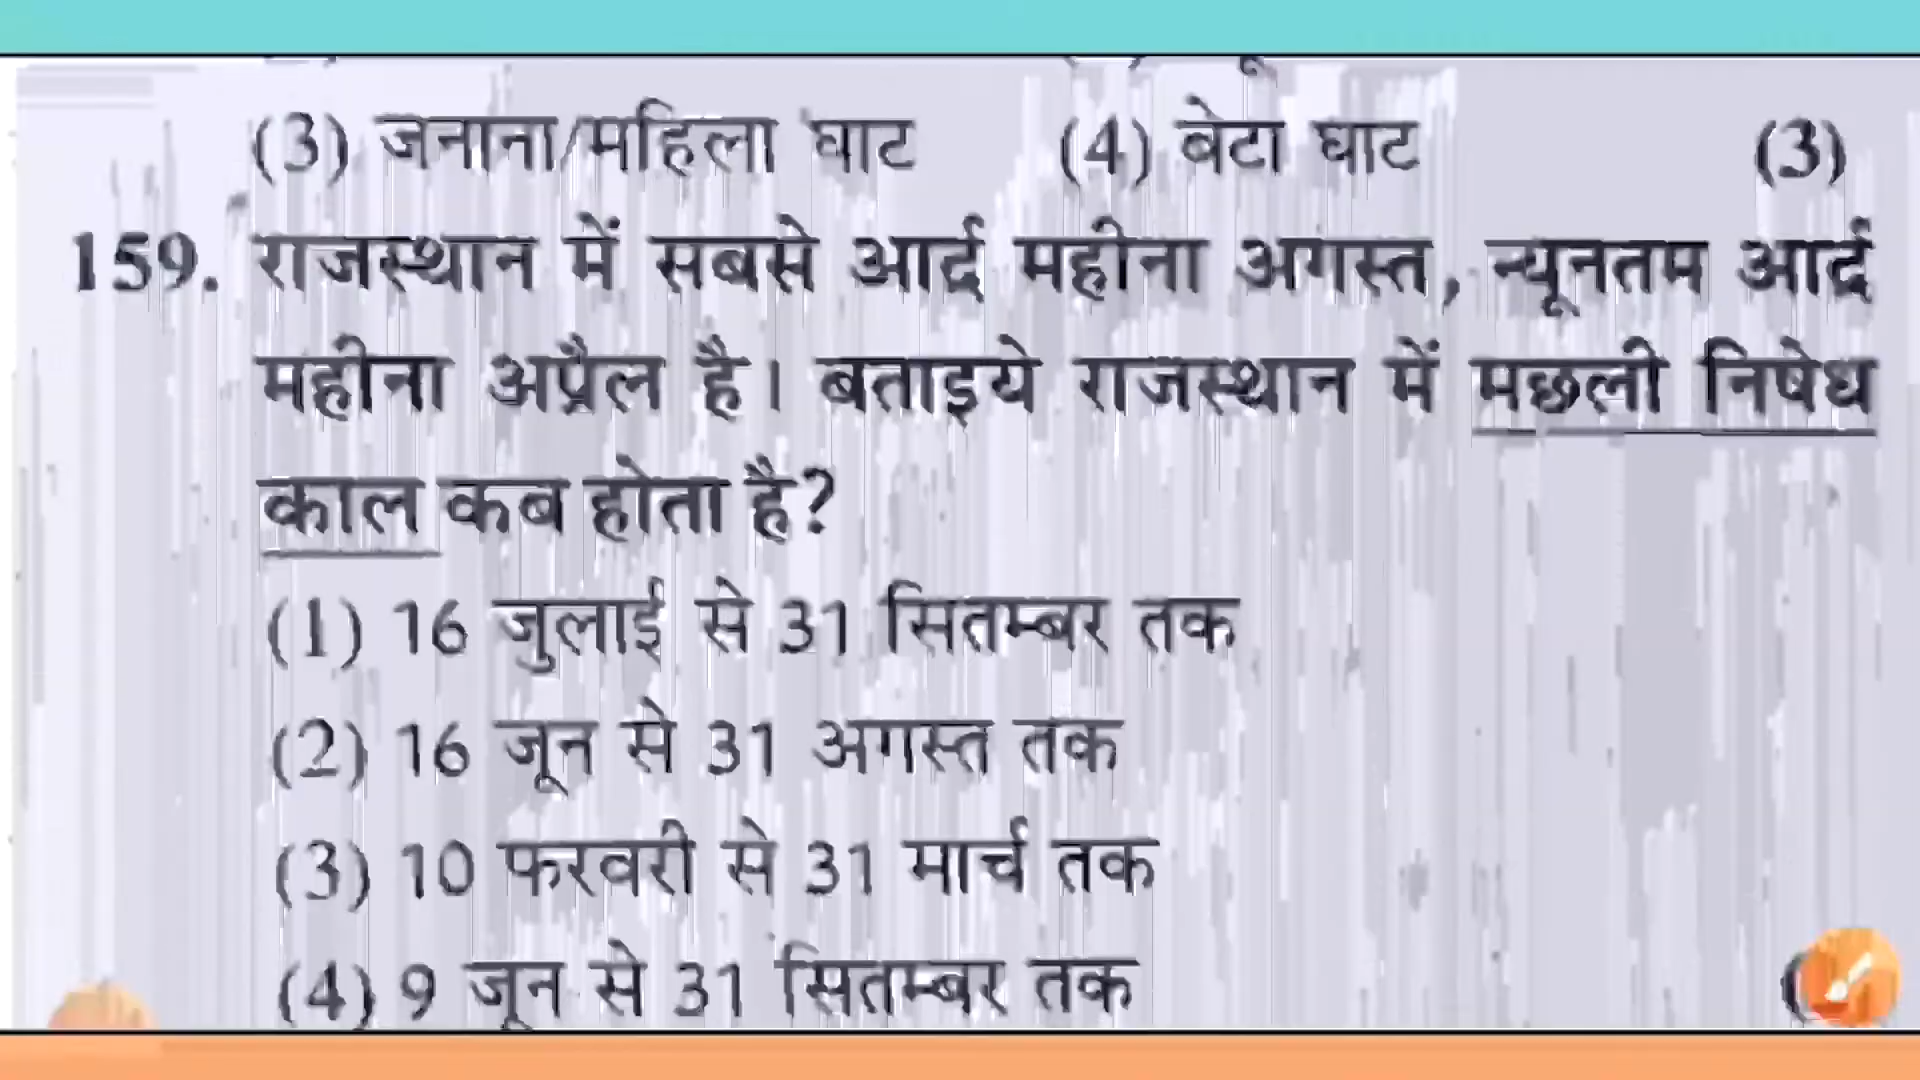 (3) जनाना/महिला घाट (4) बेटा घाट (3)
159. राजस्थान में सबसे आर्द्र महीना अगस्त, न्यूनतम आर्द्र
महीना अप्रैल है। बताइये राजस्थान में मछली निषेध
काल कब होता है?
(1) 16 जुलाई से 31 सितम्बर तक
(2) 16 जून से 31 अगस्त तक
(3) 10 फरवरी से 31 मार्च तक
(4) 9 जून से 31 सितम्बर तक